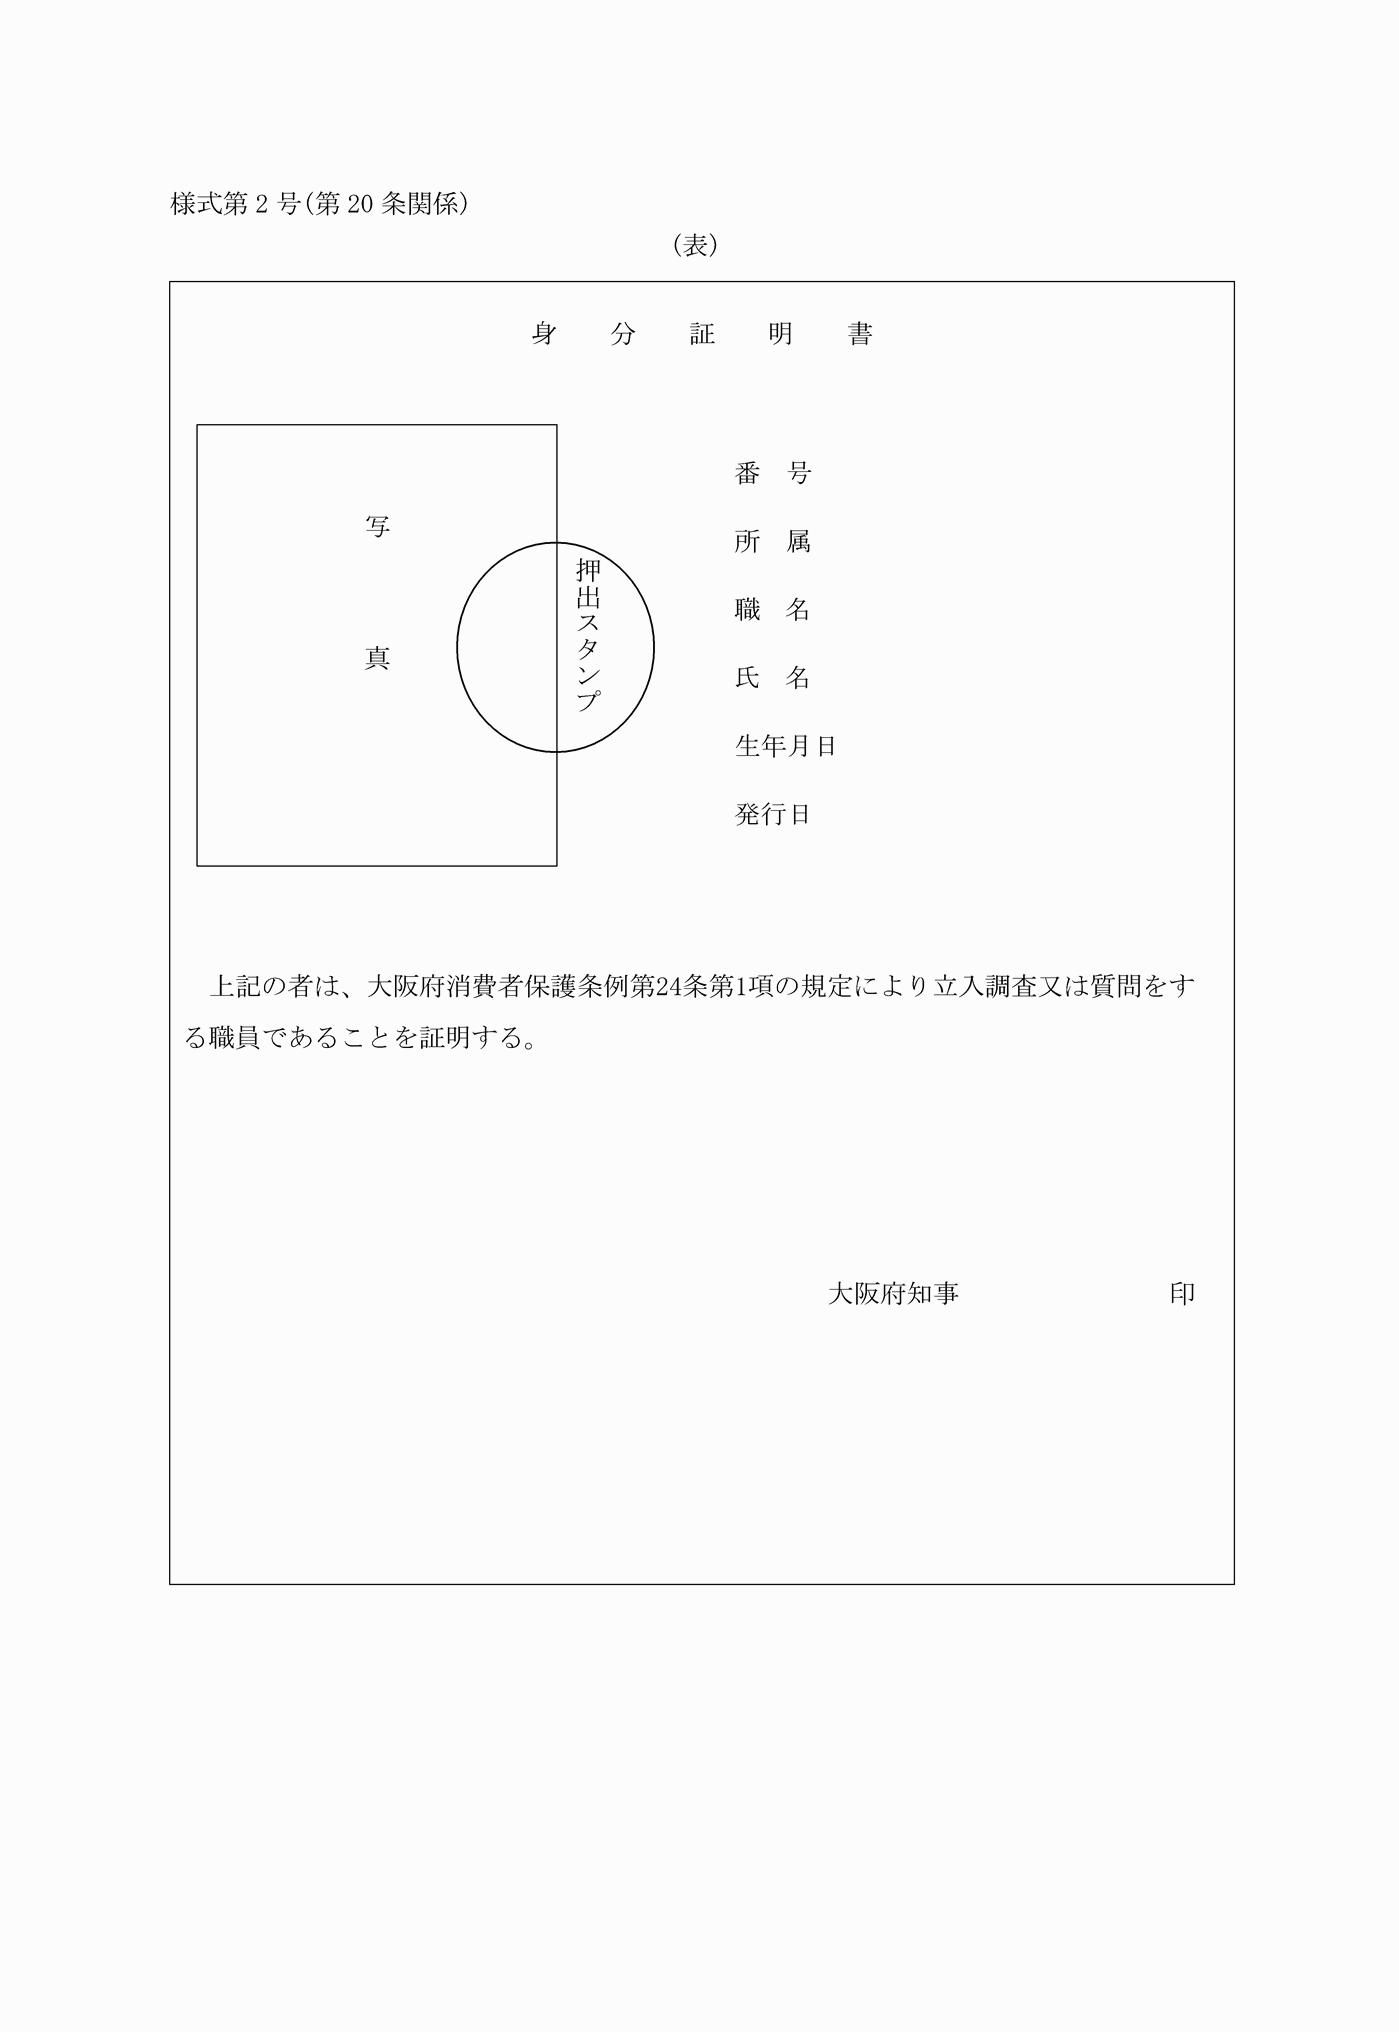 様式第 2 号(第 20 条関係)
(表)
身　分　証　明　書
写
真
押出スタンプ
番　号
所　属
職　名
氏　名
生年月日
発行日
上記の者は、大阪府消費者保護条例第24条第1項の規定により立入調査又は質問をす
る職員であることを証明する。
大阪府知事　　　　　　　　印